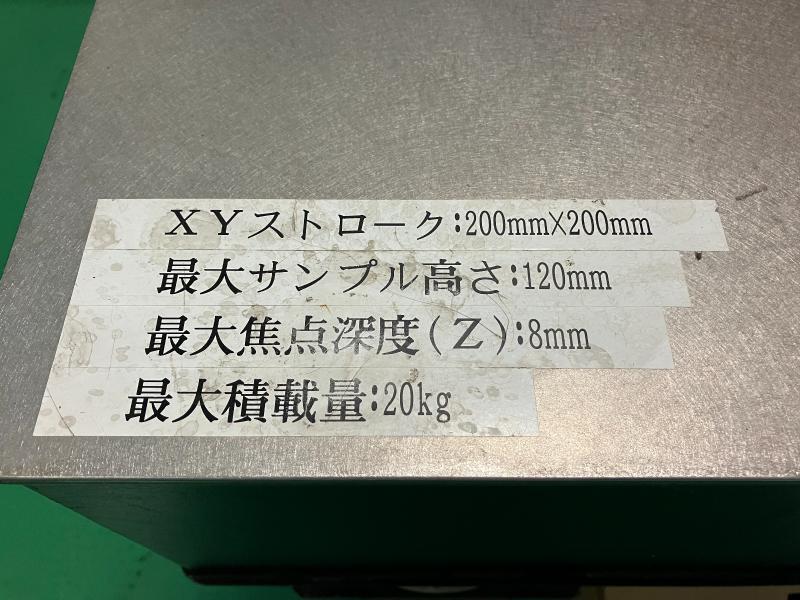 ＸＹストローク:200mm×200mm
最大サンプル高さ:120mm
最大焦点深度(Ｚ):8mm
最大積載量:20kg